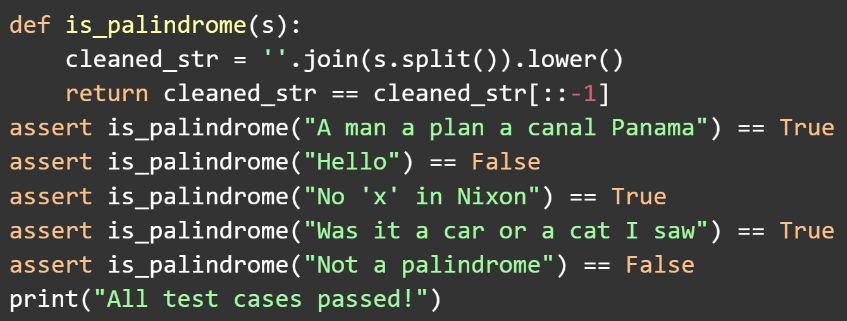 def is_palindrome(s):
    cleaned_str = ''.join(s.split()).lower()
    return cleaned_str == cleaned_str[::-1]
assert is_palindrome("A man a plan a canal Panama") == True
assert is_palindrome("Hello") == False
assert is_palindrome("No 'x' in Nixon") == True
assert is_palindrome("Was it a car or a cat I saw") == True
assert is_palindrome("Not a palindrome") == False
print("All test cases passed!")